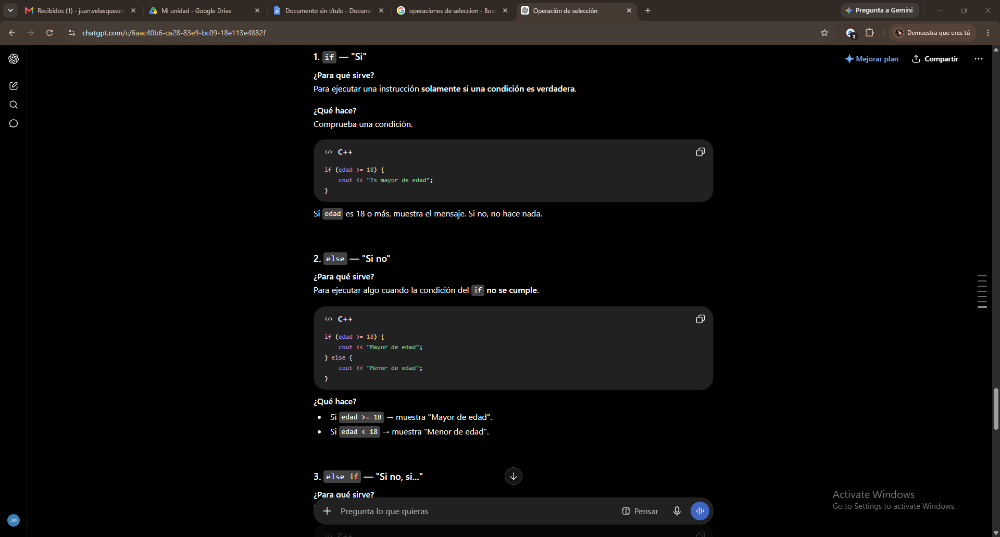 Recibidos (1) - juan.velasquezm
Mi unidad - Google Drive
Documento sin título - Docume
operaciones de seleccion - Bus
Operación de selección
Pregunta a Gemini
chatgpt.com/c/6aac40b6-ca28-83e9-bc09-18e113e4882f
1
Demuestra que eres tú
Mejorar plan
Compartir
1. if — "Si"
¿Para qué sirve?
Para ejecutar una instrucción solamente si una condición es verdadera.
¿Qué hace?
Comprueba una condición.
C++
if (edad >= 18) {
cout << "Es mayor de edad";
}
Si edad es 18 o más, muestra el mensaje. Si no, no hace nada.
2. else — "Si no"
¿Para qué sirve?
Para ejecutar algo cuando la condición del if no se cumple.
C++
if (edad >= 18) {
cout << "Mayor de edad";
} else {
cout << "Menor de edad";
}
¿Qué hace?
• Si edad >= 18 → muestra "Mayor de edad".
• Si edad < 18 → muestra "Menor de edad".
3. else if — "Si no, si..."
¿Para qué sirve?
Pregunta lo que quieras
Pensar
C++
JM
Activate Windows
Go to Settings to activate Windows.